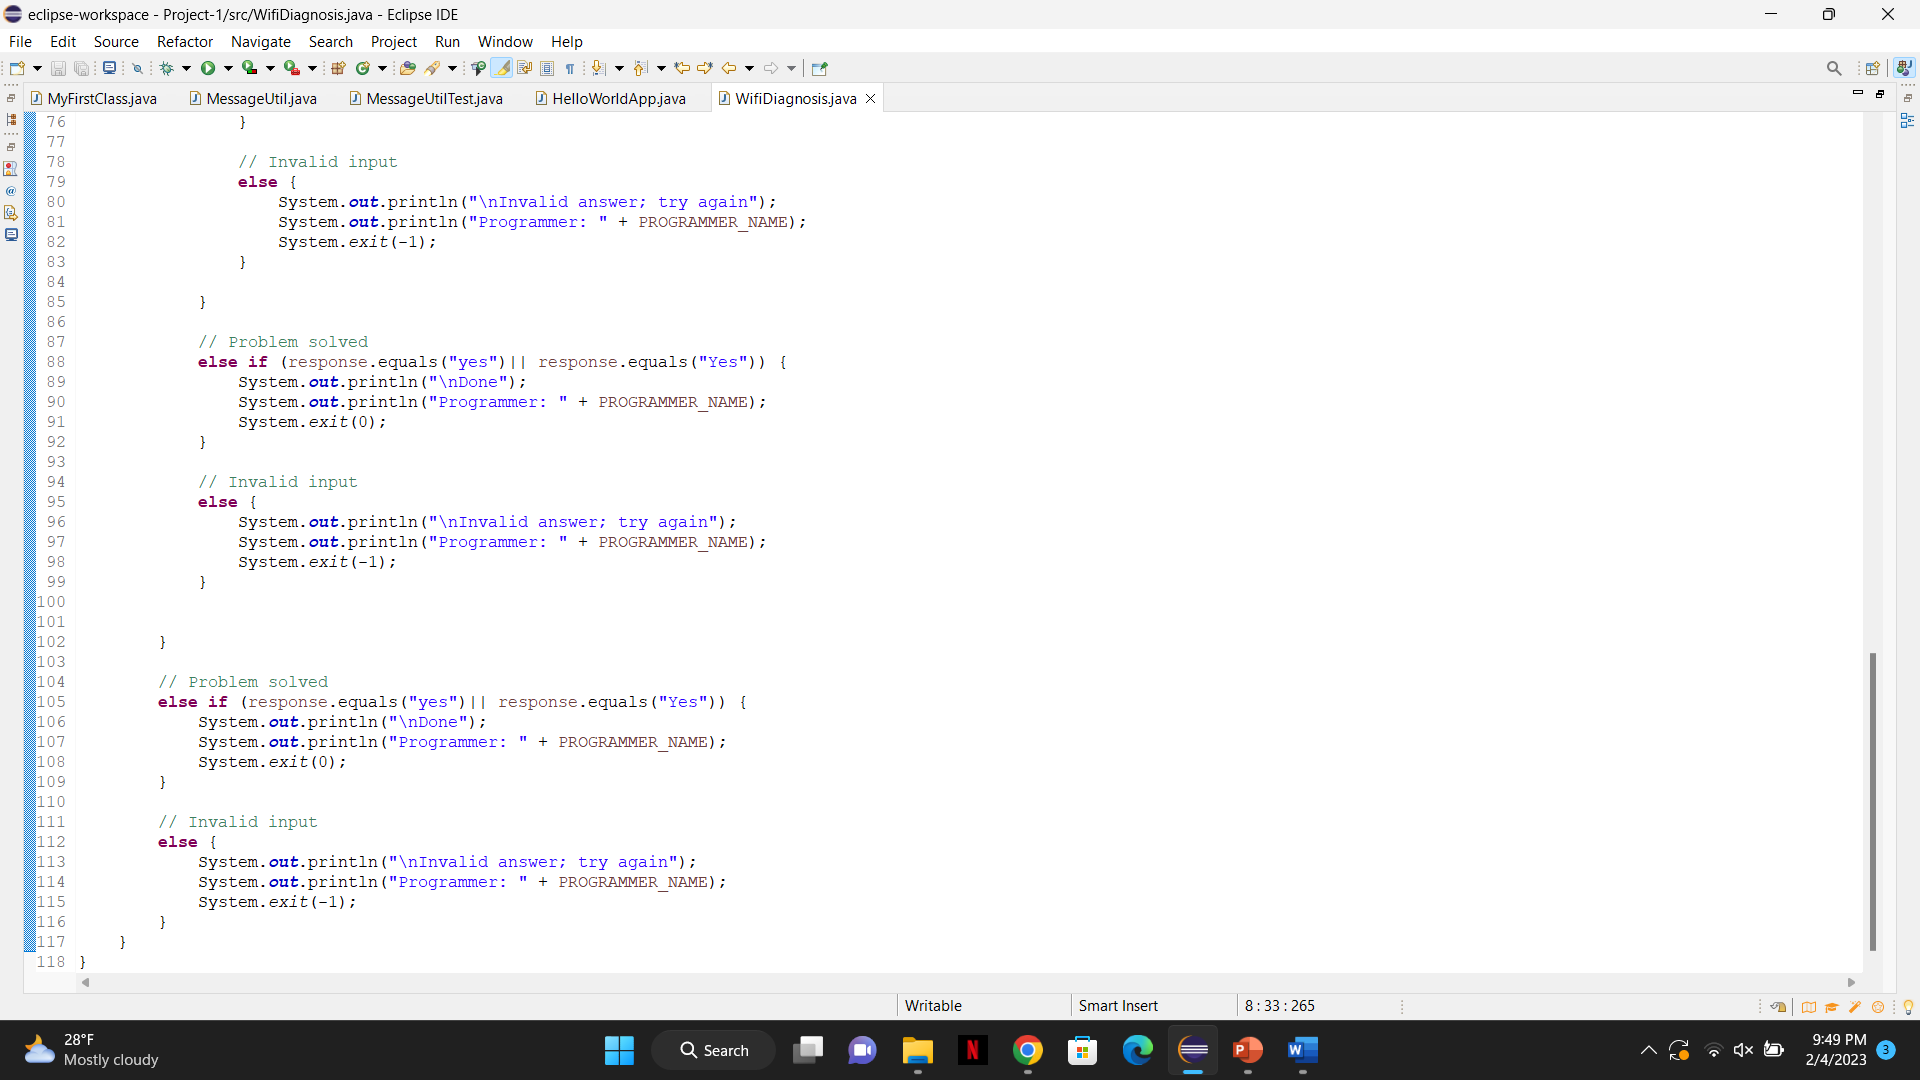 eclipse-workspace - Project-1/src/WifiDiagnosis.java - Eclipse IDE
File Edit Source Refactor Navigate Search Project Run Window Help
MyFirstClass.java MessageUtil.java MessageUtilTest.java HelloWorldApp.java WifiDiagnosis.java
76 }
77
78 // Invalid input
79 else {
80 System.out.println("\nInvalid answer; try again");
81 System.out.println("Programmer: " + PROGRAMMER_NAME);
82 System.exit(-1);
83 }
84
85 }
86
87 // Problem solved
88 else if (response.equals("yes")|| response.equals("Yes")) {
89 System.out.println("\nDone");
90 System.out.println("Programmer: " + PROGRAMMER_NAME);
91 System.exit(0);
92 }
93
94 // Invalid input
95 else {
96 System.out.println("\nInvalid answer; try again");
97 System.out.println("Programmer: " + PROGRAMMER_NAME);
98 System.exit(-1);
99 }
100
101
102 }
103
104 // Problem solved
105 else if (response.equals("yes")|| response.equals("Yes")) {
106 System.out.println("\nDone");
107 System.out.println("Programmer: " + PROGRAMMER_NAME);
108 System.exit(0);
109 }
110
111 // Invalid input
112 else {
113 System.out.println("\nInvalid answer; try again");
114 System.out.println("Programmer: " + PROGRAMMER_NAME);
115 System.exit(-1);
116 }
117 }
118 }
Writable Smart Insert 8 : 33 : 265
28°F
Mostly cloudy
Search
9:49 PM
2/4/2023
3